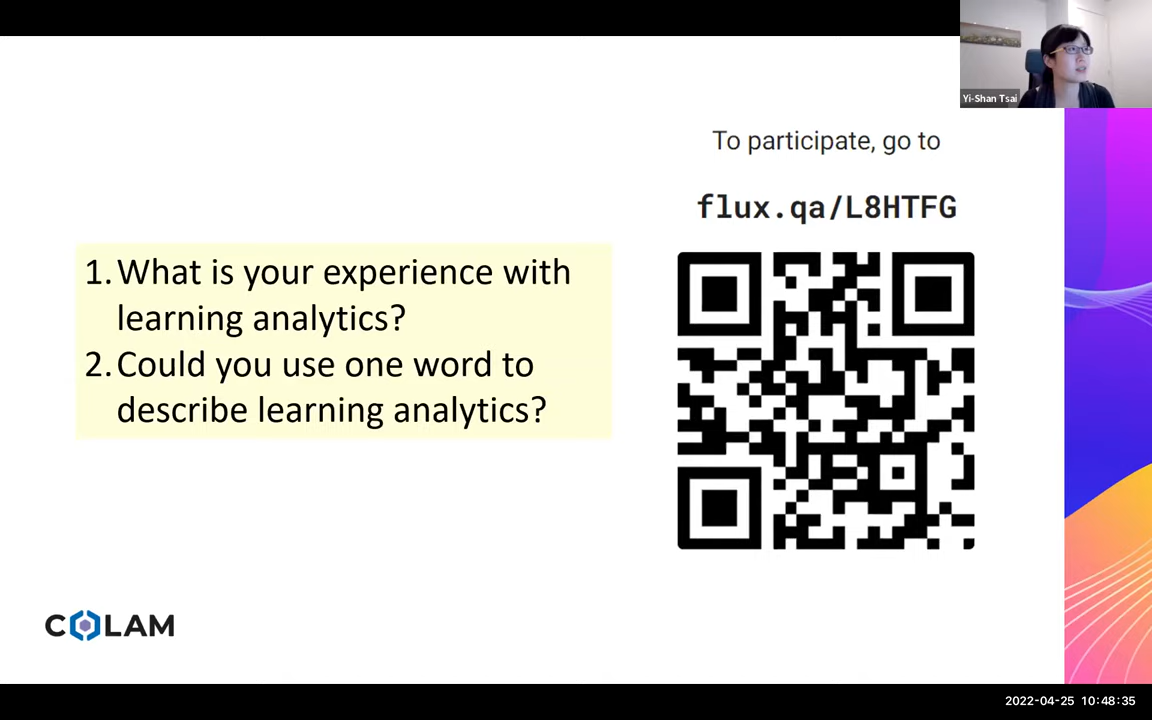 Yi-Shan Tsai
To participate, go to
flux.qa/L8HTFG
1. What is your experience with
learning analytics?
2. Could you use one word to
describe learning analytics?
COLAM
2022-04-25 10:48:35